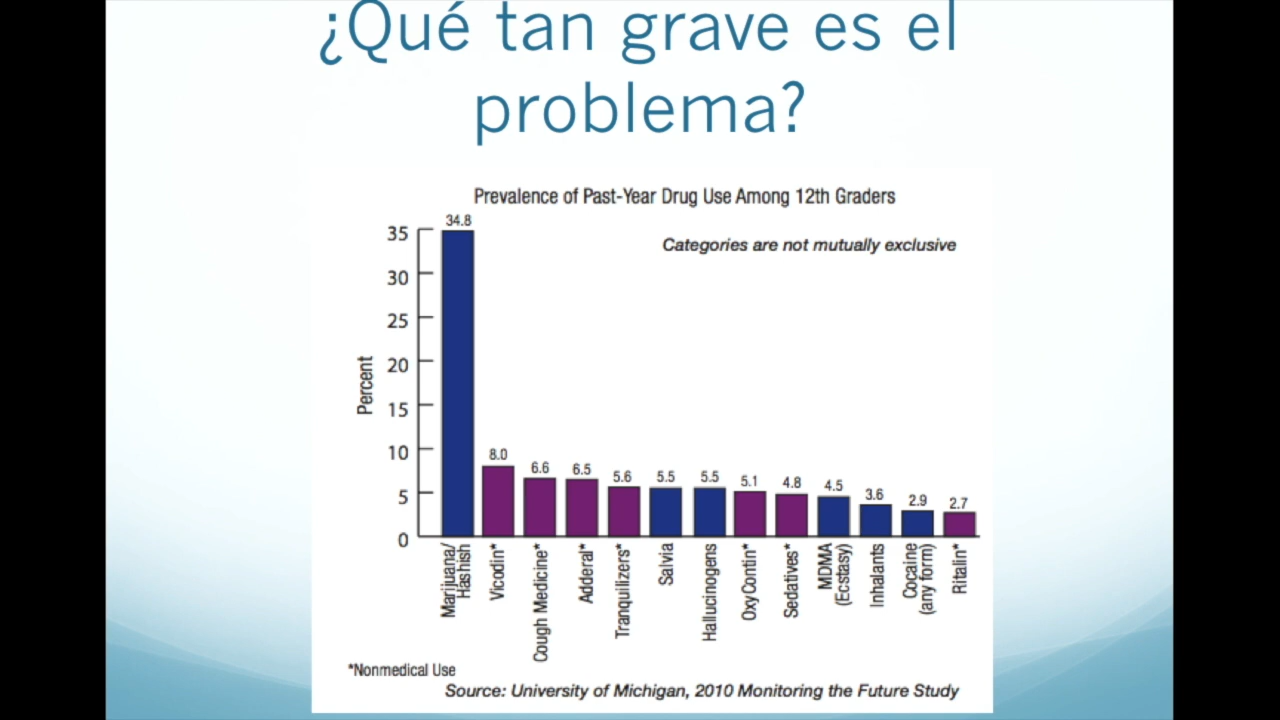 ¿Qué tan grave es el
problema?
Prevalence of Past-Year Drug Use Among 12th Graders
Categories are not mutually exclusive
Percent
35
30
25
20
15
10
5
0
34.8
8.0
6.6
6.5
5.6
5.5
5.5
5.1
4.8
4.5
3.6
2.9
2.7
Marijuana/
Hashish
Vicodin*
Cough Medicine*
Adderal*
Tranquilizers*
Salvia
Hallucinogens
OxyContin*
Sedatives*
MDMA
(Ecstasy)
Inhalants
Cocaine
(any form)
Ritalin*
*Nonmedical Use
Source: University of Michigan, 2010 Monitoring the Future Study